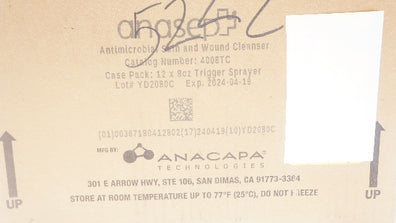 anasept
5242
Antimicrobial Skin and Wound Cleanser
Catalog Number: 4008TC
Case Pack: 12 x 8oz Trigger Sprayer
Lot# YD2080C Exp. 2024-04-19
(01)00367180412802(17)240419(10)YD2080C
MFG BY:
ANACAPA
TECHNOLOGIES
301 E ARROW HWY, STE 106, SAN DIMAS, CA 91773-3364
STORE AT ROOM TEMPERATURE UP TO 77°F (25°C), DO NOT FREEZE
UP
UP